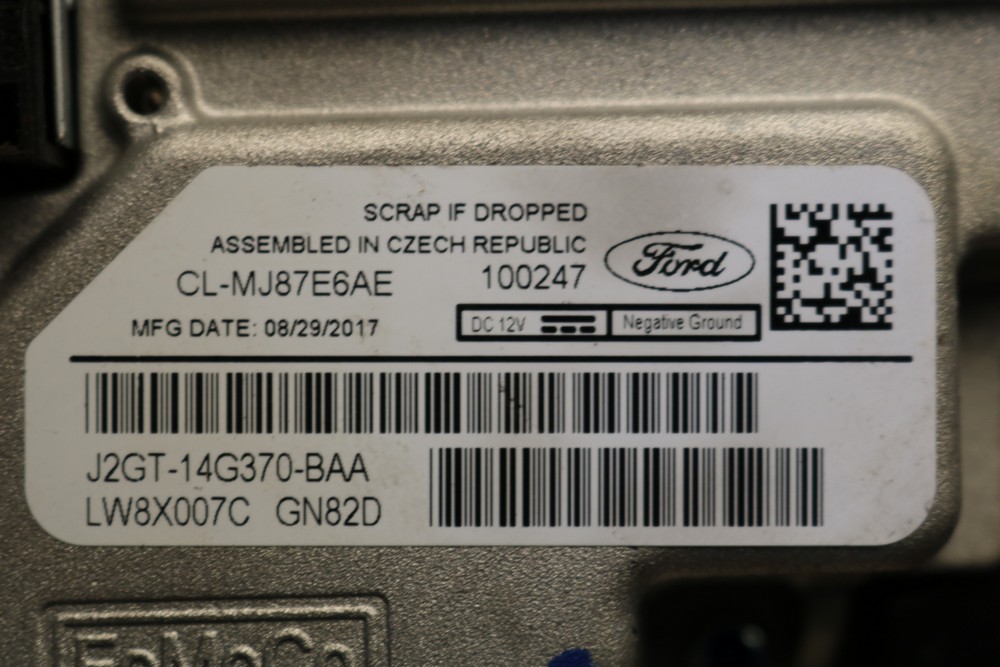 SCRAP IF DROPPED
ASSEMBLED IN CZECH REPUBLIC
CL-MJ87E6AE 100247
Ford
MFG DATE: 08/29/2017
DC 12V Negative Ground
J2GT-14G370-BAA
LW8X007C GN82D
FoMoCo